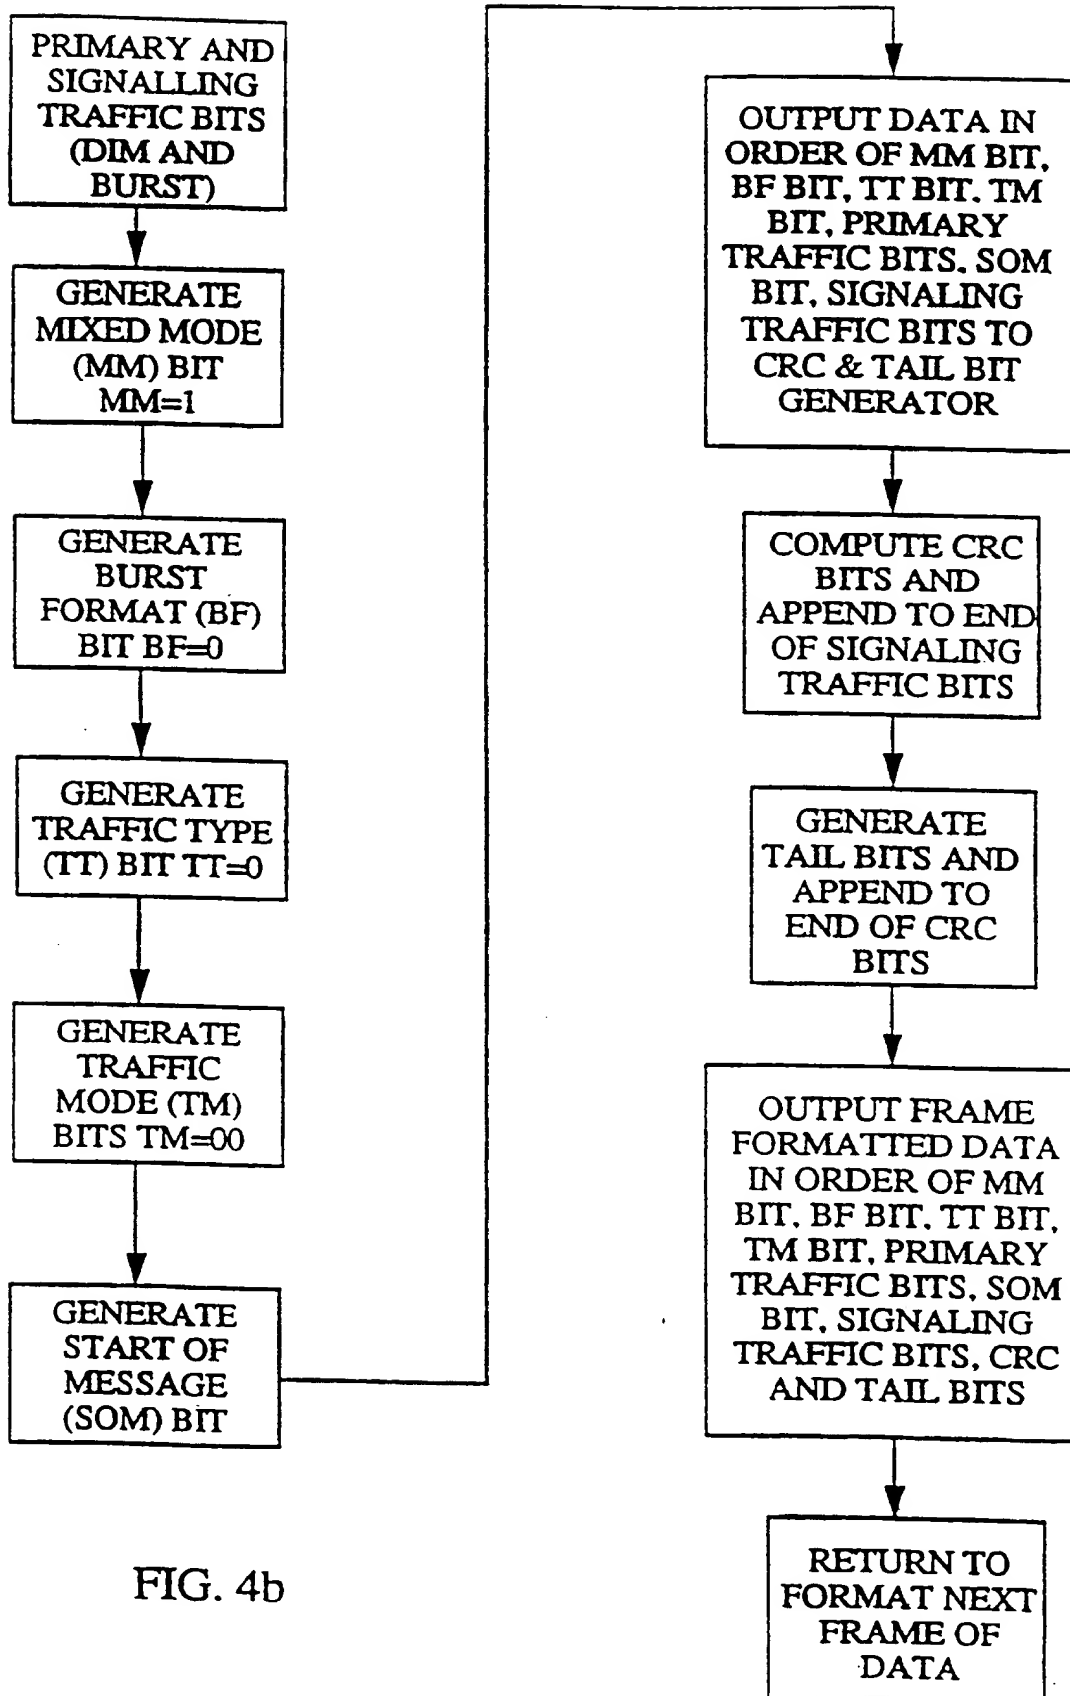 PRIMARY AND
SIGNALLING
TRAFFIC BITS
(DIM AND
BURST)
GENERATE
MIXED MODE
(MM) BIT
MM=1
GENERATE
BURST
FORMAT (BF)
BIT BF=0
GENERATE
TRAFFIC TYPE
(TT) BIT TT=0
GENERATE
TRAFFIC
MODE (TM)
BITS TM=00
GENERATE
START OF
MESSAGE
(SOM) BIT
OUTPUT DATA IN
ORDER OF MM BIT,
BF BIT, TT BIT, TM
BIT, PRIMARY
TRAFFIC BITS, SOM
BIT, SIGNALING
TRAFFIC BITS TO
CRC & TAIL BIT
GENERATOR
COMPUTE CRC
BITS AND
APPEND TO END
OF SIGNALING
TRAFFIC BITS
GENERATE
TAIL BITS AND
APPEND TO
END OF CRC
BITS
OUTPUT FRAME
FORMATTED DATA
IN ORDER OF MM
BIT, BF BIT, TT BIT,
TM BIT, PRIMARY
TRAFFIC BITS, SOM
BIT, SIGNALING
TRAFFIC BITS, CRC
AND TAIL BITS
RETURN TO
FORMAT NEXT
FRAME OF
DATA
FIG. 4b